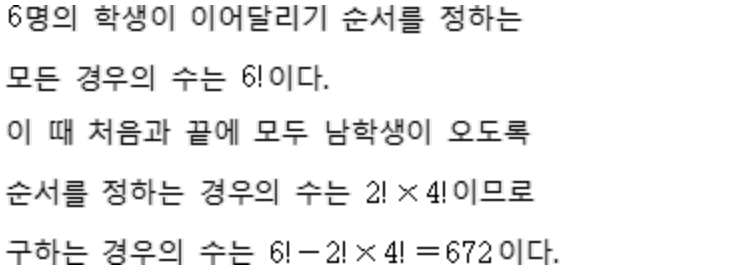 6명의 학생이 이어달리기 순서를 정하는
모든 경우의 수는 6!이다.
이 때 처음과 끝에 모두 남학생이 오도록
순서를 정하는 경우의 수는 2!×4!이므로
구하는 경우의 수는 6!-2!×4!=672이다.